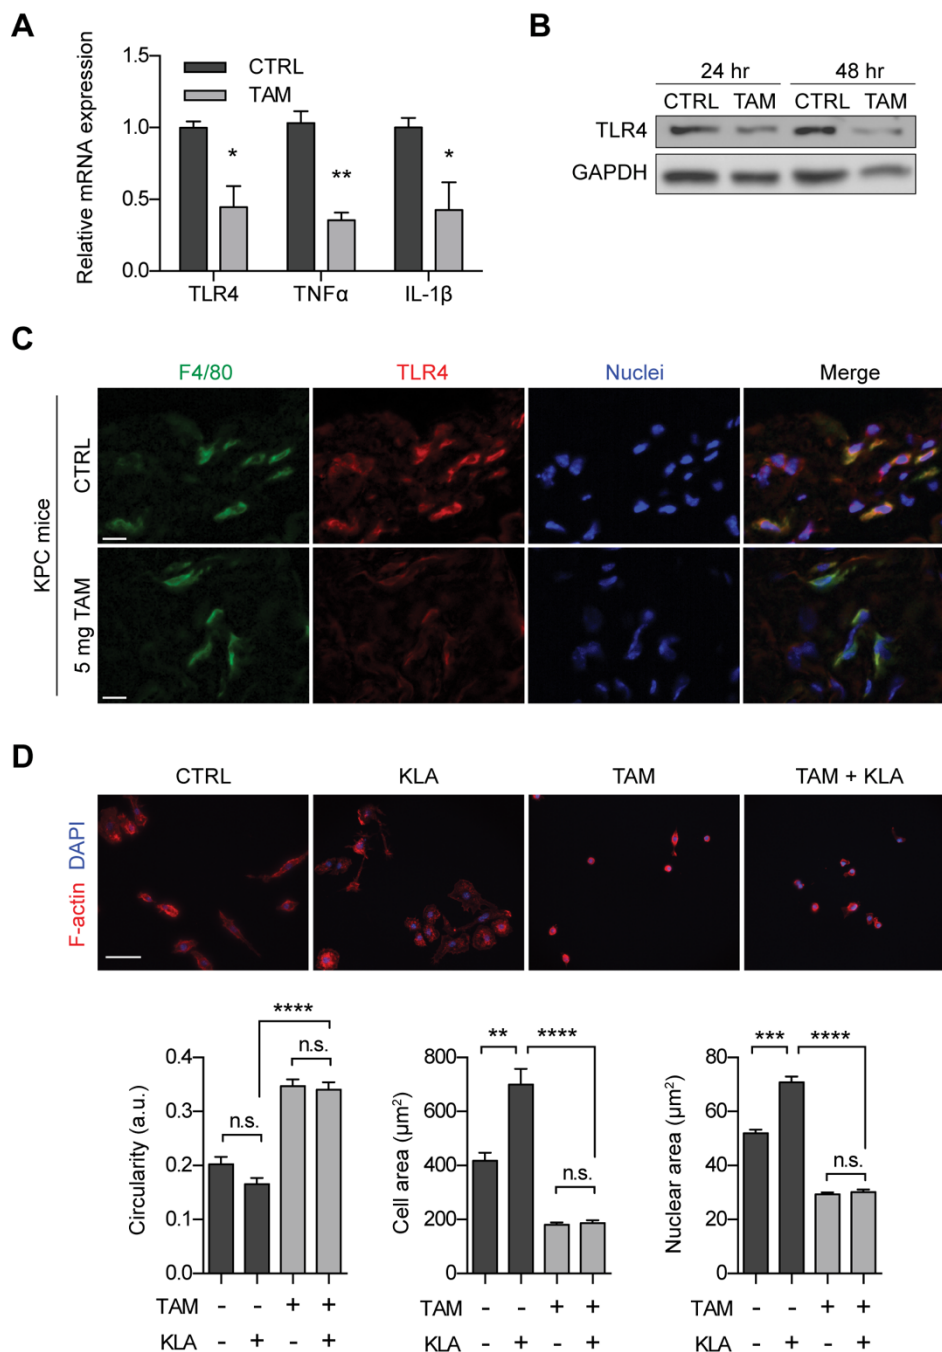 A
Relative mRNA expression
1.5
1.0
0.5
0.0
CTRL
TAM
*
**
*
TLR4
TNFα
IL-1β
B
24 hr
48 hr
CTRL
TAM
CTRL
TAM
TLR4
GAPDH
C
F4/80
TLR4
Nuclei
Merge
KPC mice
CTRL
5 mg TAM
D
CTRL
KLA
TAM
TAM + KLA
F-actin DAPI
Circularity (a.u.)
0.4
0.3
0.2
0.1
0.0
n.s.
****
n.s.
TAM - - + +
KLA - + - +
Cell area (µm²)
800
600
400
200
0
**
****
n.s.
TAM - - + +
KLA - + - +
Nuclear area (µm²)
80
60
40
20
0
***
****
n.s.
TAM - - + +
KLA - + - +